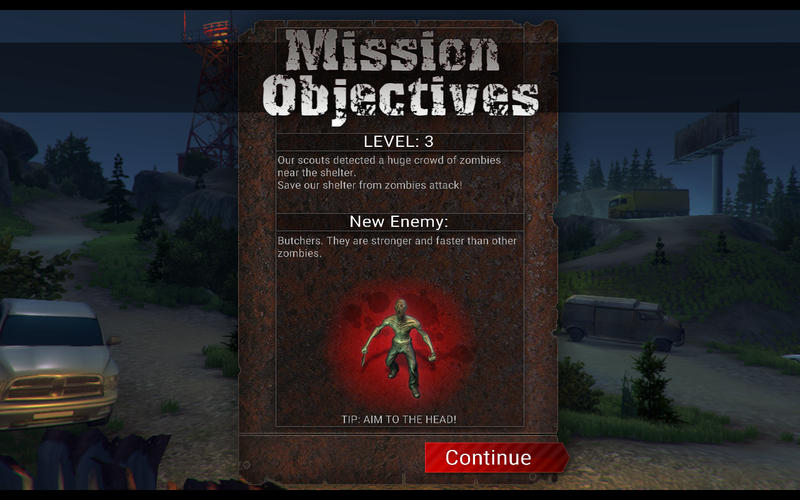 Mission
Objectives
LEVEL: 3
Our scouts detected a huge crowd of zombies
near the shelter.
Save our shelter from zombies attack!
New Enemy:
Butchers. They are stronger and faster than other
zombies.
TIP: AIM TO THE HEAD!
Continue